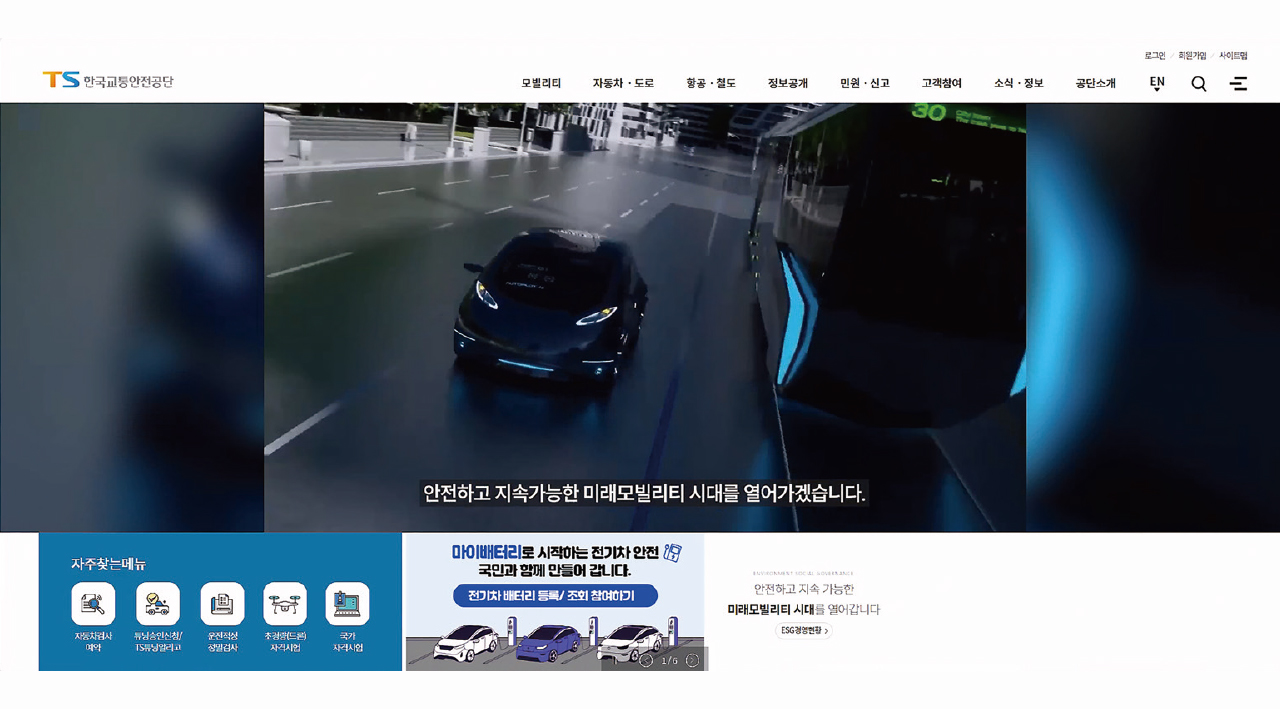 로그인 회원가입 사이트맵
TS 한국교통안전공단
모빌리티 자동차·도로 항공·철도 정보공개 민원·신고 고객참여 소식·정보 공단소개 EN
30
안전하고 지속가능한 미래모빌리티 시대를 열어가겠습니다.
자주찾는메뉴
자동차검사
예약
튜닝승인신청/
TS튜닝알리고
운전적성
정밀검사
초경량(드론)
자격시험
국가
자격시험
마이배터리로 시작하는 전기차 안전
국민과 함께 만들어 갑니다.
전기차 배터리 등록/ 조회 참여하기
1/6
ENVIRONMENT SOCIAL GOVERNANCE
안전하고 지속 가능한
미래모빌리티 시대를 열어갑니다
ESG경영현황 >